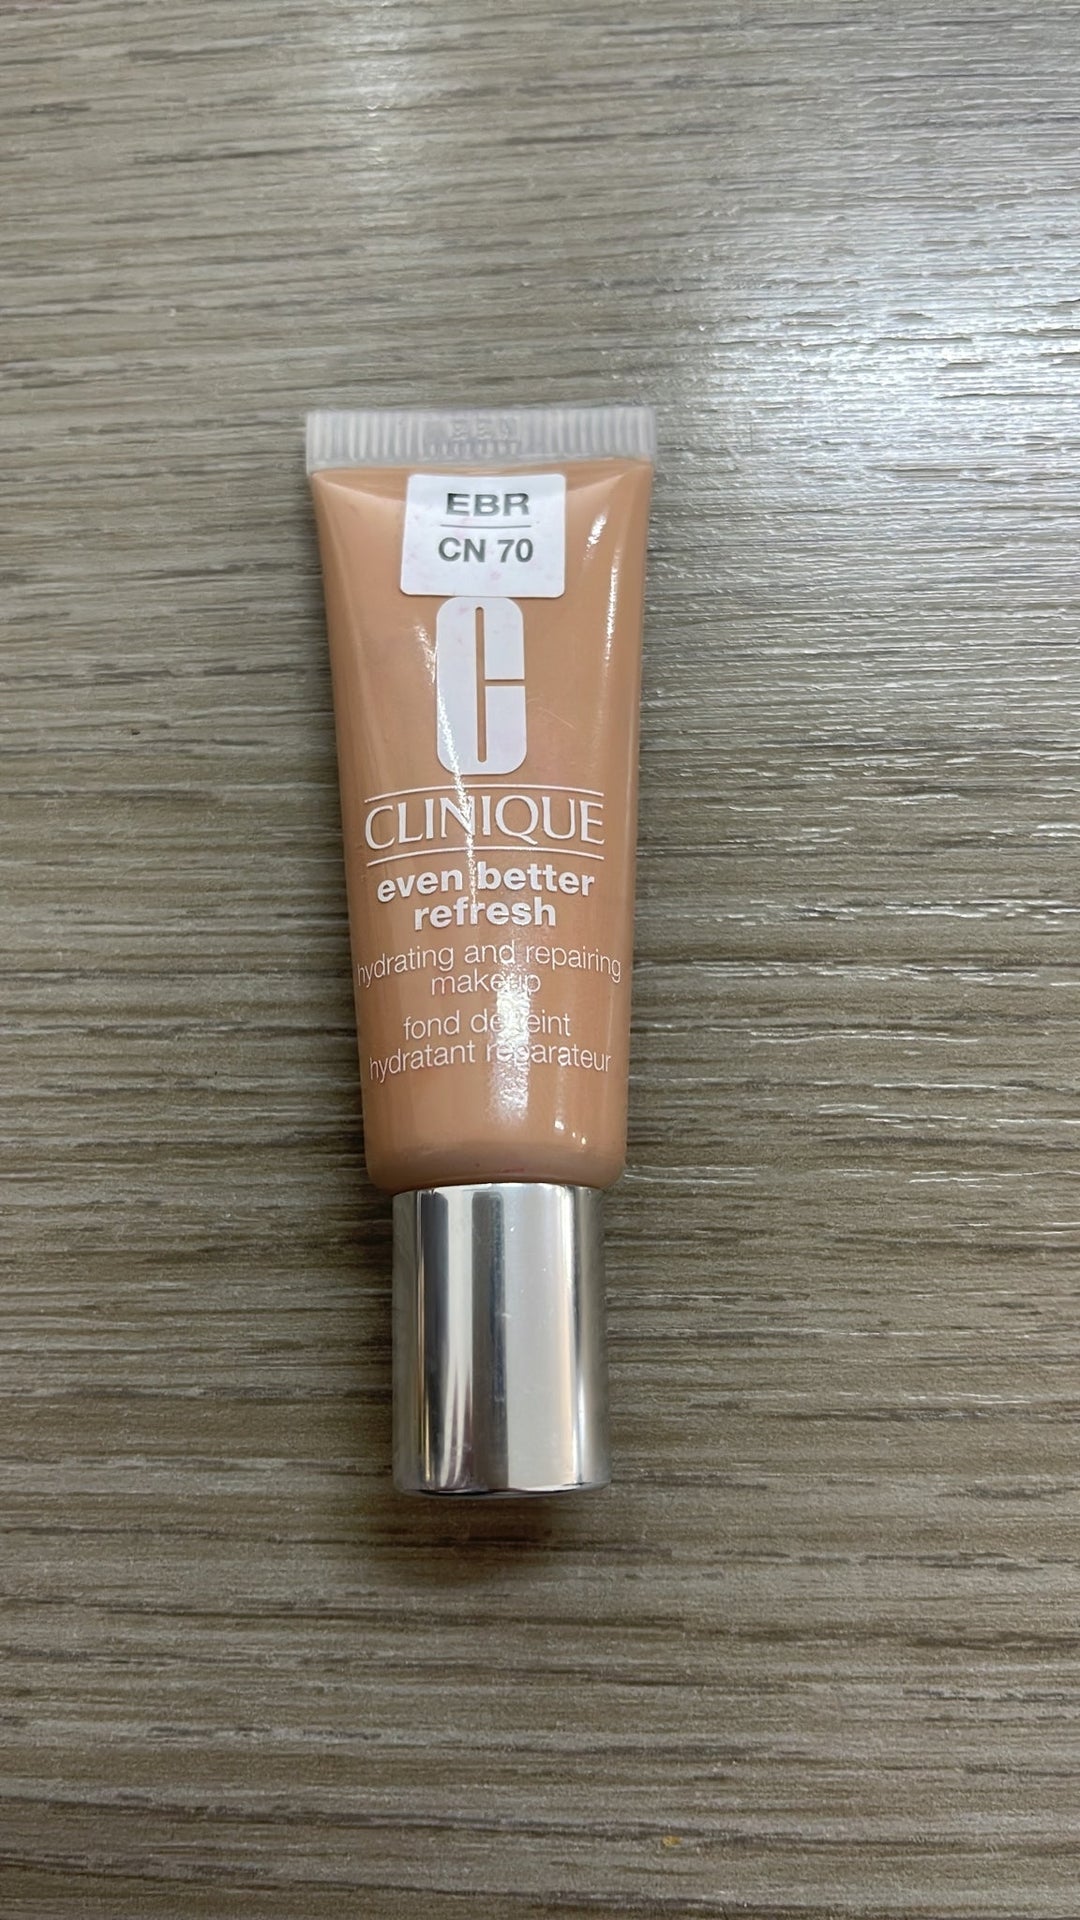 EBR
CN 70
C
CLINIQUE
even better
refresh
hydrating and repairing
makeup
fond de teint
hydratant réparateur